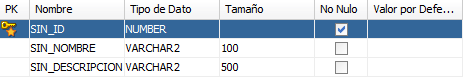 PK Nombre Tipo de Dato Tamaño No Nulo Valor por Defe...
SIN_ID NUMBER
SIN_NOMBRE VARCHAR2 100
SIN_DESCRIPCION VARCHAR2 500